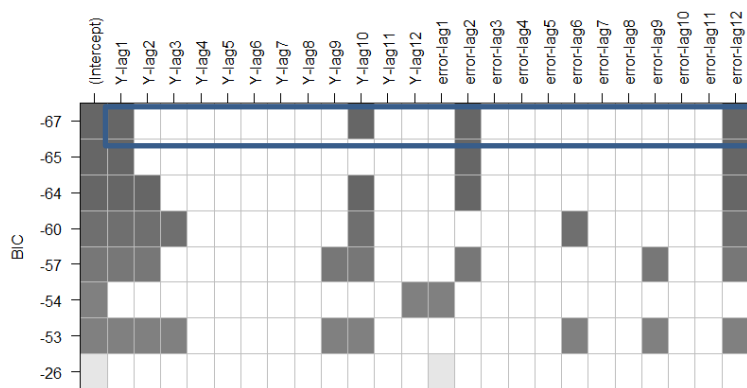 (Intercept)
Y-lag1
Y-lag2
Y-lag3
Y-lag4
Y-lag5
Y-lag6
Y-lag7
Y-lag8
Y-lag9
Y-lag10
Y-lag11
Y-lag12
error-lag1
error-lag2
error-lag3
error-lag4
error-lag5
error-lag6
error-lag7
error-lag8
error-lag9
error-lag10
error-lag11
error-lag12
-67
-65
-64
-60
-57
-54
-53
-26
BIC